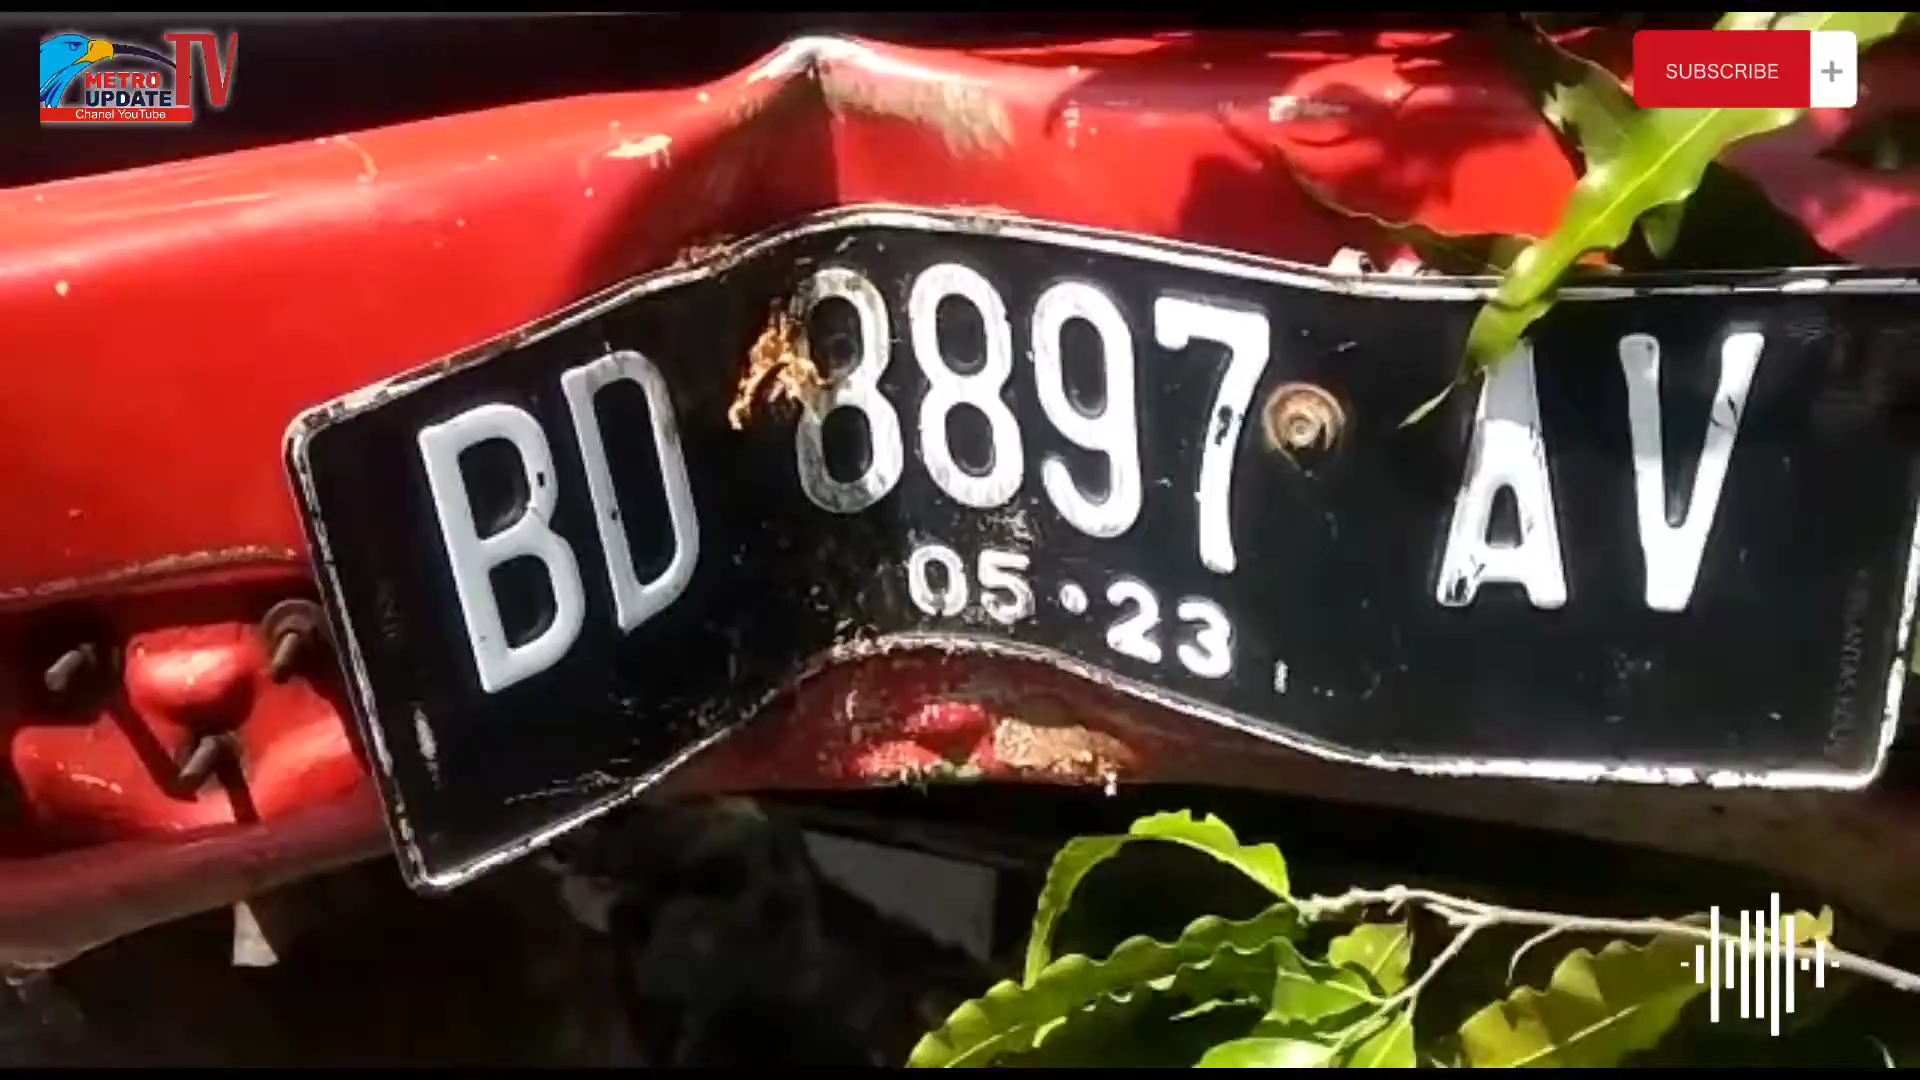 METRO
UPDATE
TV
Chanel YouTube
SUBSCRIBE
BD 8897 AV
05·23